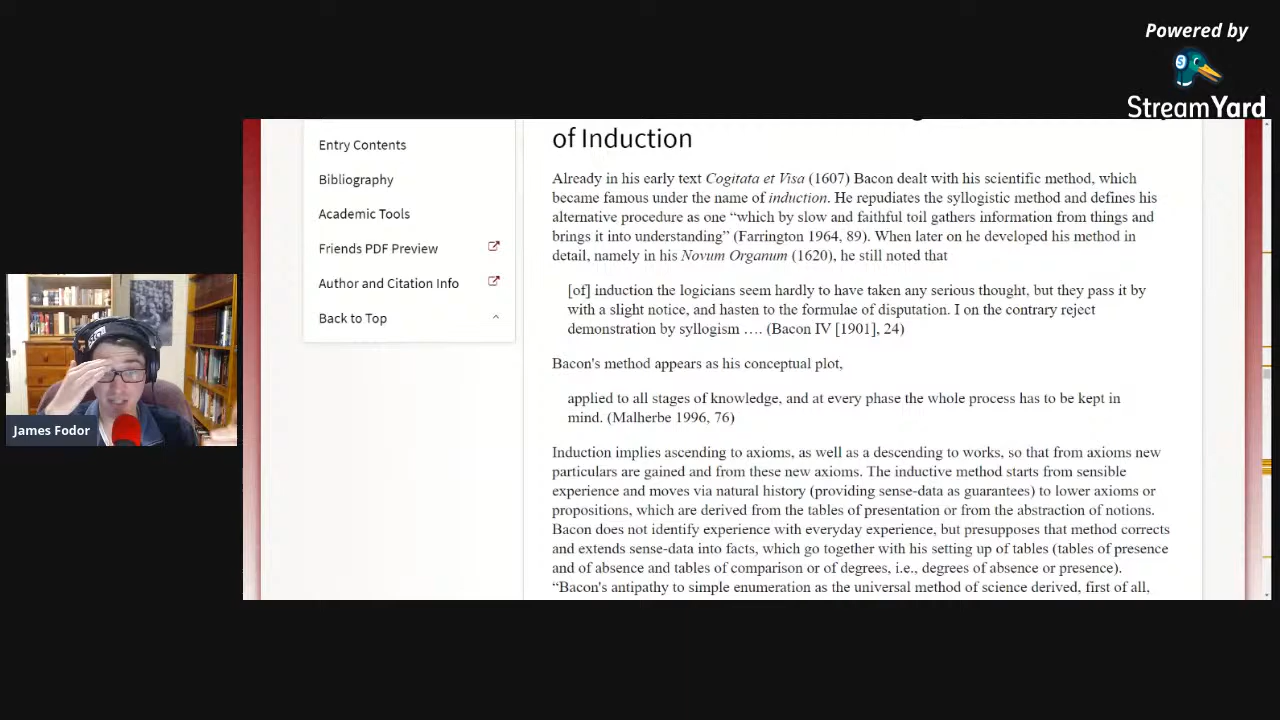 Powered by
StreamYard
of Induction
Entry Contents
Bibliography
Academic Tools
Friends PDF Preview
Author and Citation Info
Back to Top
Already in his early text Cogitata et Visa (1607) Bacon dealt with his scientific method, which
became famous under the name of induction. He repudiates the syllogistic method and defines his
alternative procedure as one “which by slow and faithful toil gathers information from things and
brings it into understanding” (Farrington 1964, 89). When later on he developed his method in
detail, namely in his Novum Organum (1620), he still noted that
[of] induction the logicians seem hardly to have taken any serious thought, but they pass it by
with a slight notice, and hasten to the formulae of disputation. I on the contrary reject
demonstration by syllogism …. (Bacon IV [1901], 24)
Bacon's method appears as his conceptual plot,
applied to all stages of knowledge, and at every phase the whole process has to be kept in
mind. (Malherbe 1996, 76)
Induction implies ascending to axioms, as well as a descending to works, so that from axioms new
particulars are gained and from these new axioms. The inductive method starts from sensible
experience and moves via natural history (providing sense-data as guarantees) to lower axioms or
propositions, which are derived from the tables of presentation or from the abstraction of notions.
Bacon does not identify experience with everyday experience, but presupposes that method corrects
and extends sense-data into facts, which go together with his setting up of tables (tables of presence
and of absence and tables of comparison or of degrees, i.e., degrees of absence or presence).
“Bacon's antipathy to simple enumeration as the universal method of science derived, first of all,
James Fodor